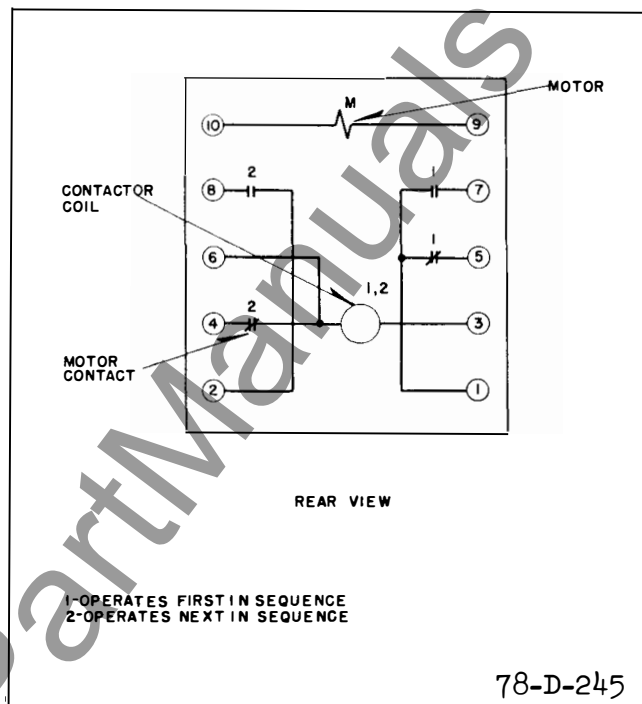 M
MOTOR
10
9
CONTACTOR
COIL
8
2
1
7
6
1
5
1,2
4
2
3
MOTOR
CONTACT
2
1
REAR VIEW
1-OPERATES FIRST IN SEQUENCE
2-OPERATES NEXT IN SEQUENCE
78-D-245